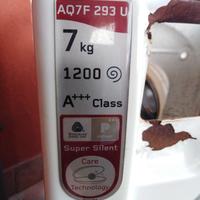 AQ7F 293 U
7 kg
1200
A+++ Class
Super Silent
Care
Technology